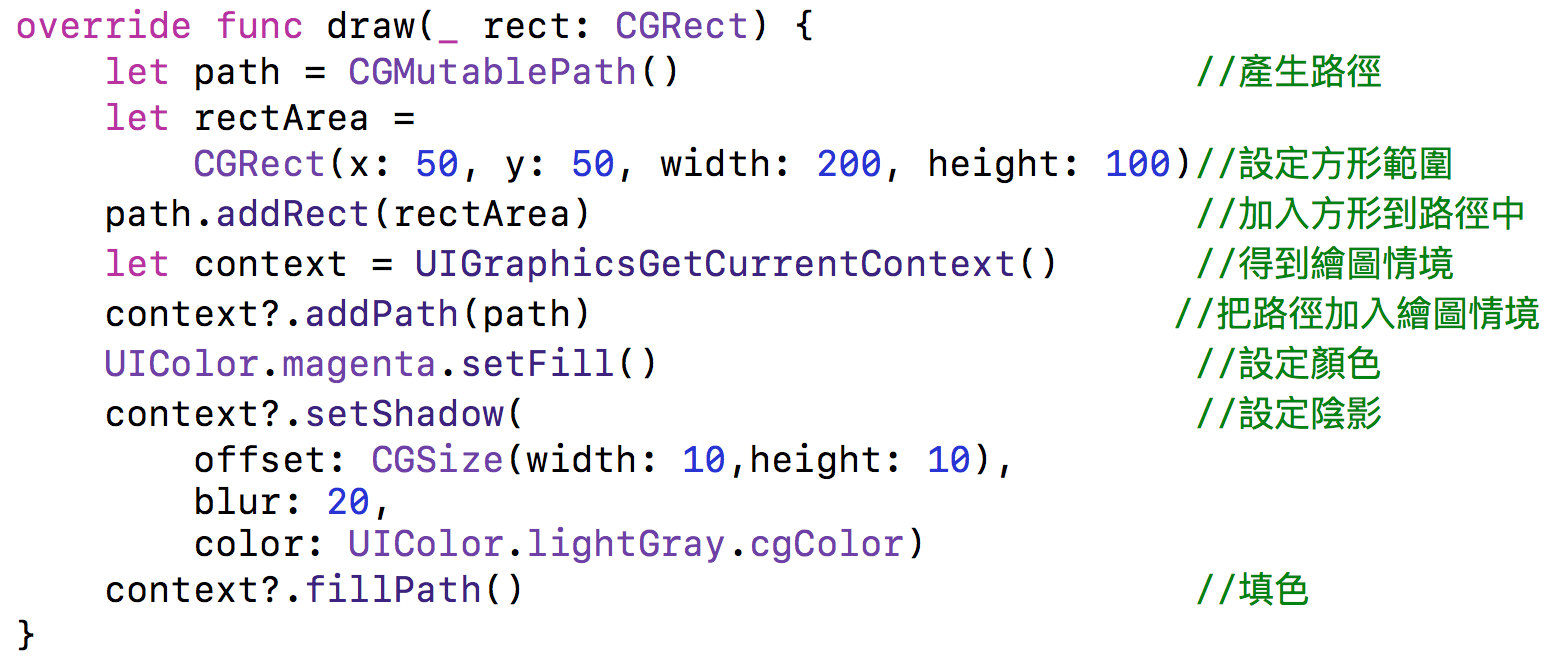 override func draw(_ rect: CGRect) {
    let path = CGMutablePath()                       //產生路徑
    let rectArea =
        CGRect(x: 50, y: 50, width: 200, height: 100)//設定方形範圍
    path.addRect(rectArea)                           //加入方形到路徑中
    let context = UIGraphicsGetCurrentContext()      //得到繪圖情境
    context?.addPath(path)                          //把路徑加入繪圖情境
    UIColor.magenta.setFill()                        //設定顏色
    context?.setShadow(                              //設定陰影
        offset: CGSize(width: 10,height: 10),
        blur: 20,
        color: UIColor.lightGray.cgColor)
    context?.fillPath()                              //填色
}